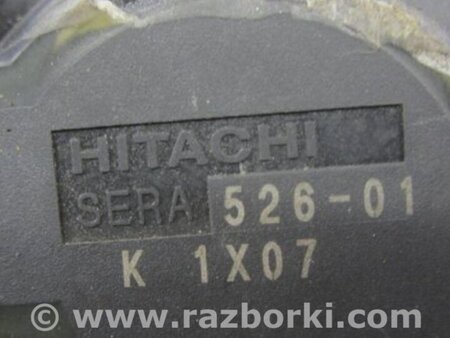 HITACHI
SERA 526-01
K 1X07
© www.razborki.com